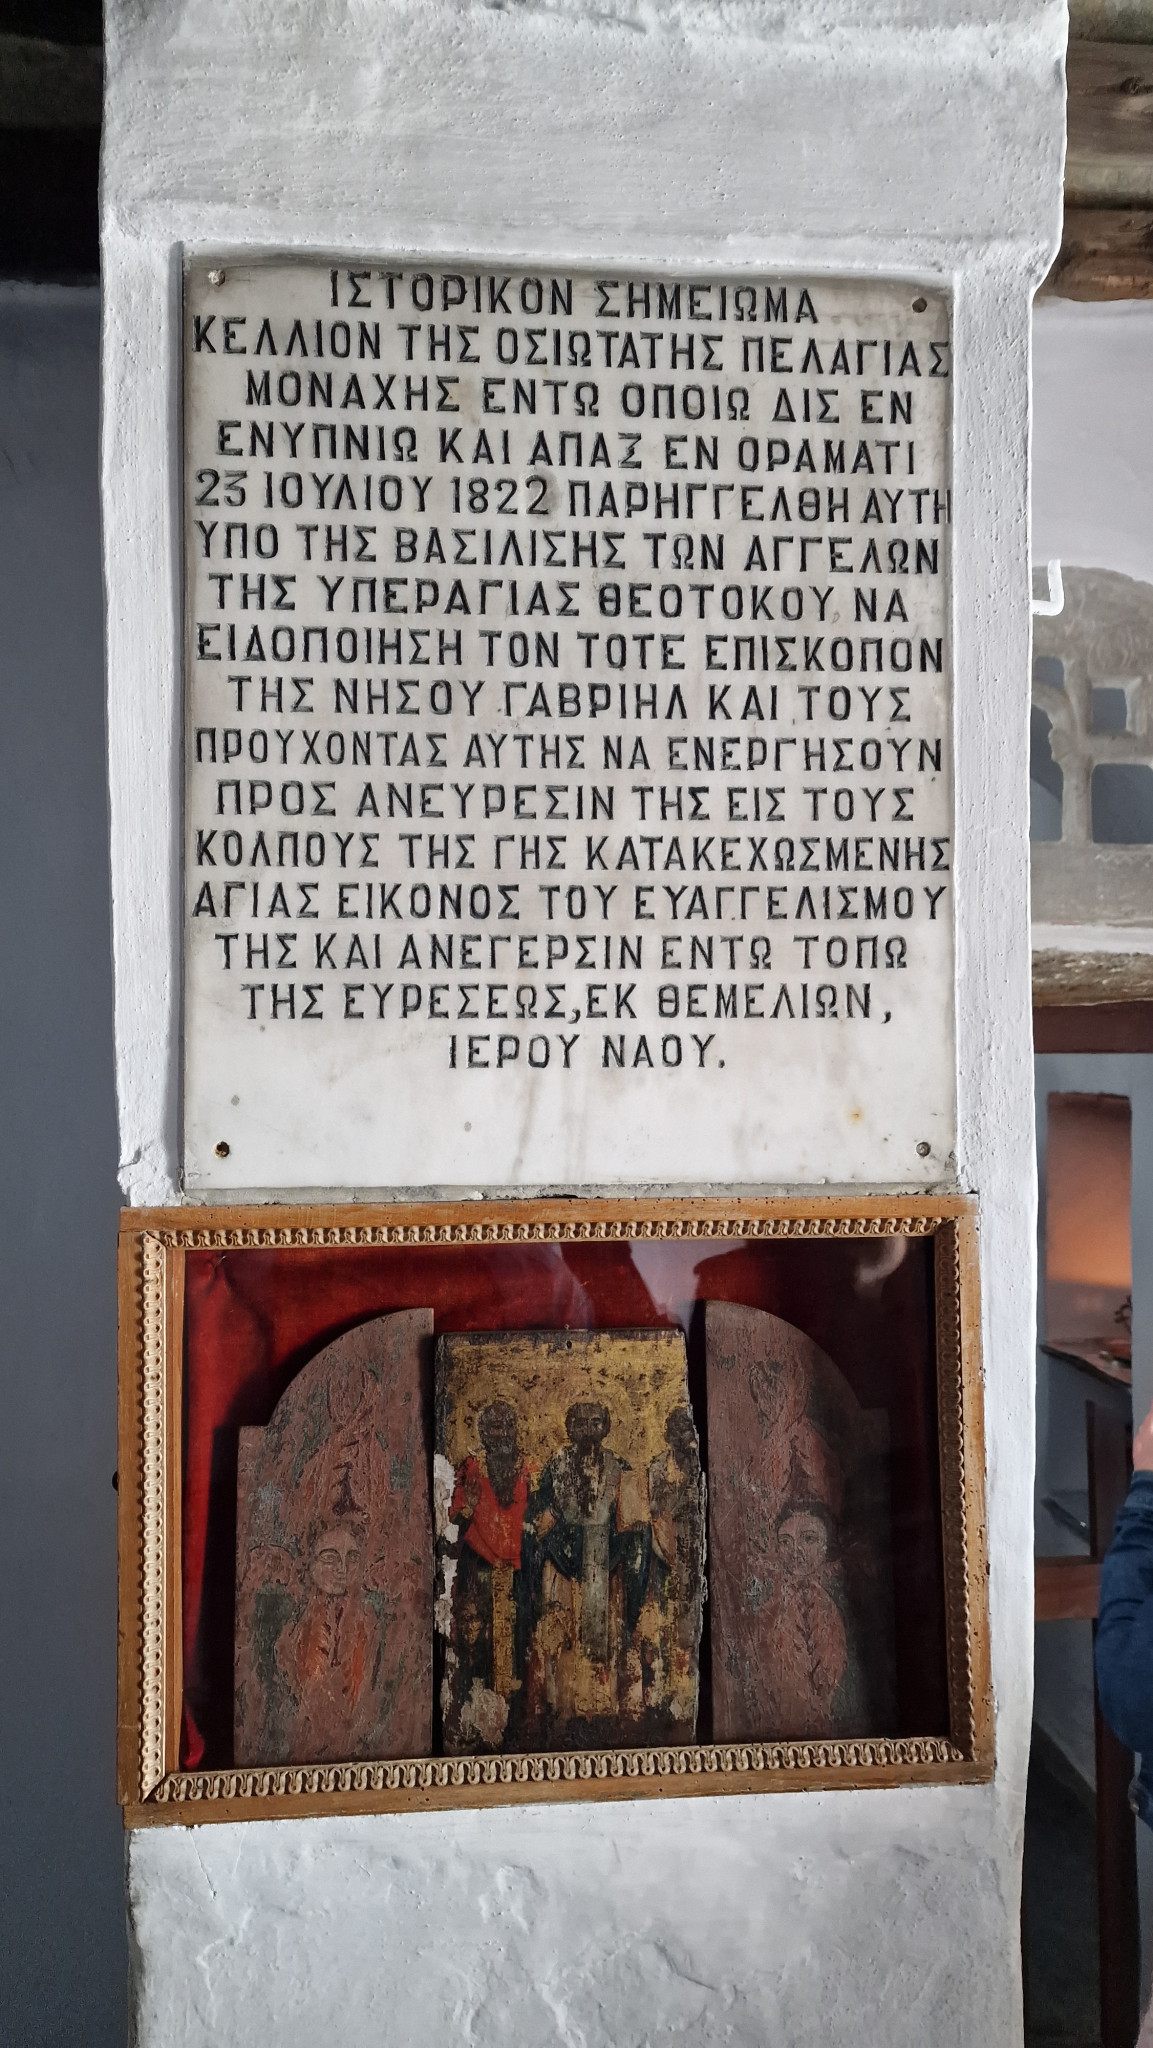 ΙΣΤΟΡΙΚΟΝ ΣΗΜΕΙΩΜΑ
ΚΕΛΛΙΟΝ ΤΗΣ ΟΣΙΩΤΑΤΗΣ ΠΕΛΑΓΙΑΣ
ΜΟΝΑΧΗΣ ΕΝΤΩ ΟΠΟΙΩ ΔΙΣ ΕΝ
ΕΝΥΠΝΙΩ ΚΑΙ ΑΠΑΞ ΕΝ ΟΡΑΜΑΤΙ
23 ΙΟΥΛΙΟΥ 1822 ΠΑΡΗΓΓΕΛΘΗ ΑΥΤΗ
ΥΠΟ ΤΗΣ ΒΑΣΙΛΙΣΗΣ ΤΩΝ ΑΓΓΕΛΩΝ
ΤΗΣ ΥΠΕΡΑΓΙΑΣ ΘΕΟΤΟΚΟΥ ΝΑ
ΕΙΔΟΠΟΙΗΣΗ ΤΟΝ ΤΟΤΕ ΕΠΙΣΚΟΠΟΝ
ΤΗΣ ΝΗΣΟΥ ΓΑΒΡΙΗΛ ΚΑΙ ΤΟΥΣ
ΠΡΟΥΧΟΝΤΑΣ ΑΥΤΗΣ ΝΑ ΕΝΕΡΓΗΣΟΥΝ
ΠΡΟΣ ΑΝΕΥΡΕΣΙΝ ΤΗΣ ΕΙΣ ΤΟΥΣ
ΚΟΛΠΟΥΣ ΤΗΣ ΓΗΣ ΚΑΤΑΚΕΧΩΣΜΕΝΗΣ
ΑΓΙΑΣ ΕΙΚΟΝΟΣ ΤΟΥ ΕΥΑΓΓΕΛΙΣΜΟΥ
ΤΗΣ ΚΑΙ ΑΝΕΓΕΡΣΙΝ ΕΝΤΩ ΤΟΠΩ
ΤΗΣ ΕΥΡΕΣΕΩΣ,ΕΚ ΘΕΜΕΛΙΩΝ,
ΙΕΡΟΥ ΝΑΟΥ.